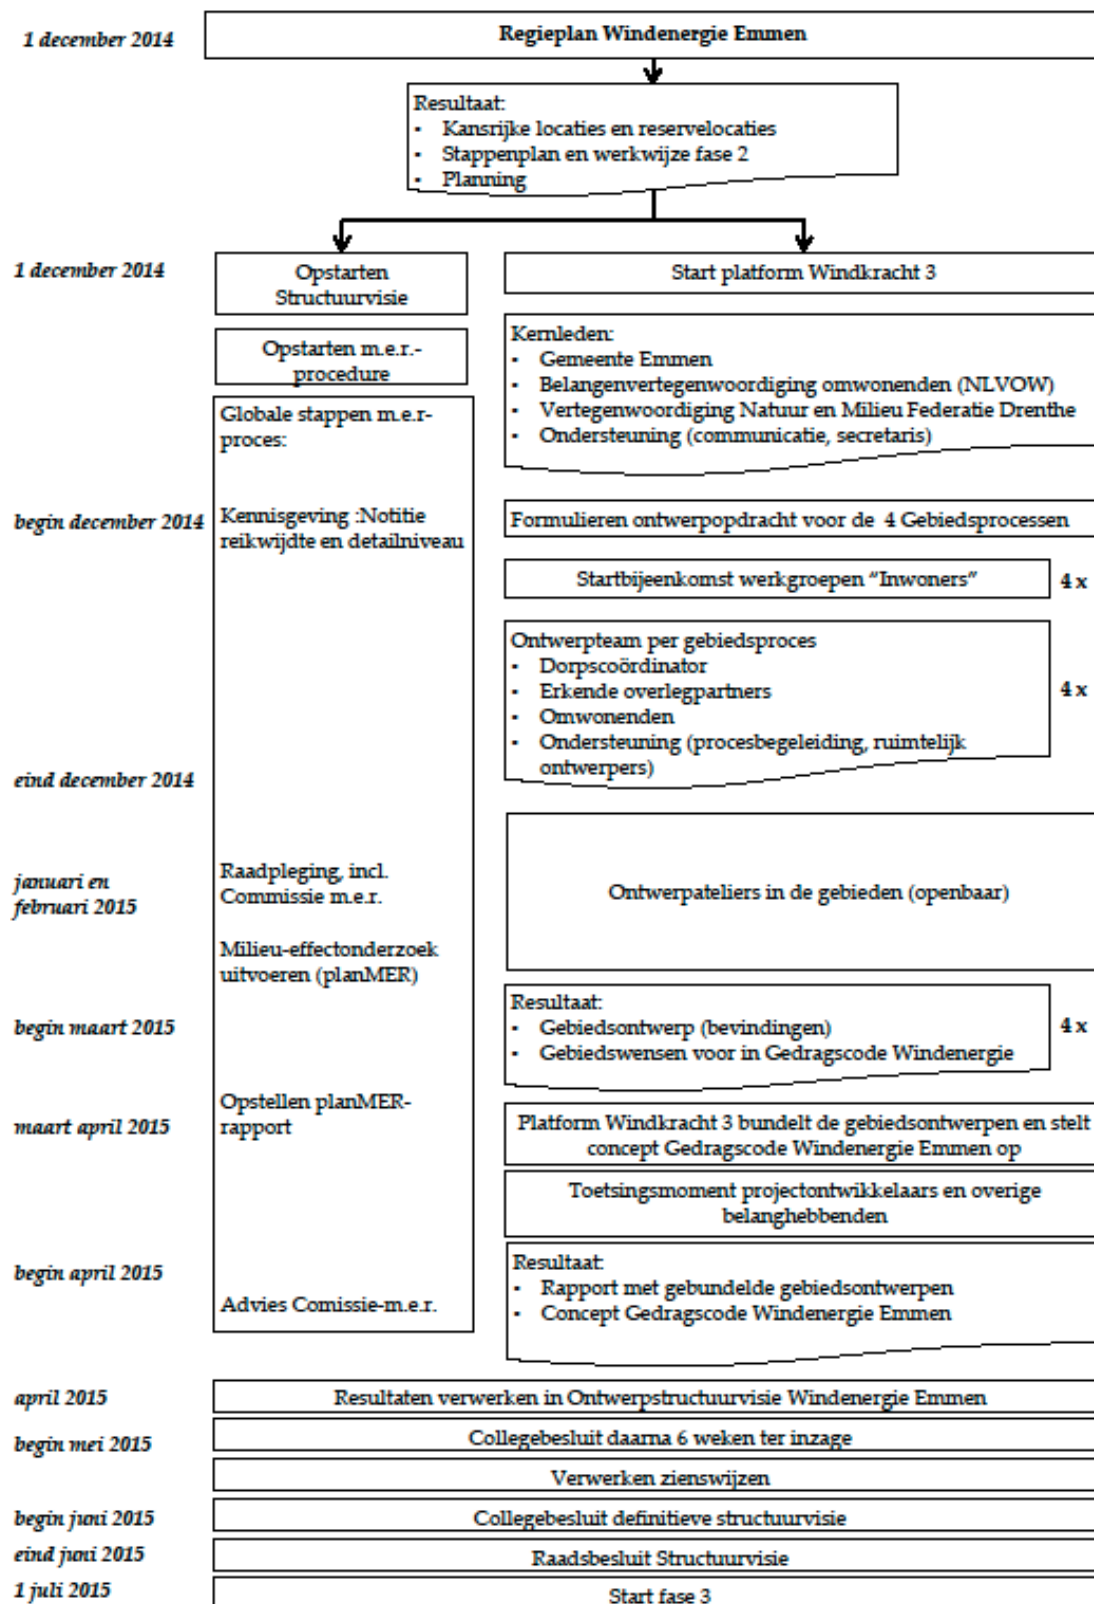 1 december 2014
Regieplan Windenergie Emmen
Resultaat:
▪ Kansrijke locaties en reservelocaties
▪ Stappenplan en werkwijze fase 2
▪ Planning
1 december 2014
Opstarten
Structuurvisie
Start platform Windkracht 3
Opstarten m.e.r.-
procedure
Kernleden:
▪ Gemeente Emmen
▪ Belangenvertegenwoordiging omwonenden (NLVOW)
▪ Vertegenwoordiging Natuur en Milieu Federatie Drenthe
▪ Ondersteuning (communicatie, secretaris)
Globale stappen m.e.r-
proces:
begin december 2014
Kennisgeving :Notitie
reikwijdte en detailniveau
Formulieren ontwerpopdracht voor de 4 Gebiedsprocessen
Startbijeenkomst werkgroepen “Inwoners”
4 x
Ontwerpteam per gebiedsproces
▪ Dorpscoördinator
▪ Erkende overlegpartners
▪ Omwonenden
▪ Ondersteuning (procesbegeleiding, ruimtelijk
ontwerpers)
4 x
eind december 2014
januari en
februari 2015
Raadpleging, incl.
Commissie m.e.r.
Ontwerpateliers in de gebieden (openbaar)
Milieu-effectonderzoek
uitvoeren (planMER)
begin maart 2015
Resultaat:
▪ Gebiedsontwerp (bevindingen)
▪ Gebiedswensen voor in Gedragscode Windenergie
4 x
maart april 2015
Opstellen planMER-
rapport
Platform Windkracht 3 bundelt de gebiedsontwerpen en stelt
concept Gedragscode Windenergie Emmen op
Toetsingsmoment projectontwikkelaars en overige
belanghebbenden
begin april 2015
Resultaat:
▪ Rapport met gebundelde gebiedsontwerpen
▪ Concept Gedragscode Windenergie Emmen
Advies Comissie-m.e.r.
april 2015
Resultaten verwerken in Ontwerpstructuurvisie Windenergie Emmen
begin mei 2015
Collegebesluit daarna 6 weken ter inzage
Verwerken zienswijzen
begin juni 2015
Collegebesluit definitieve structuurvisie
eind juni 2015
Raadsbesluit Structuurvisie
1 juli 2015
Start fase 3